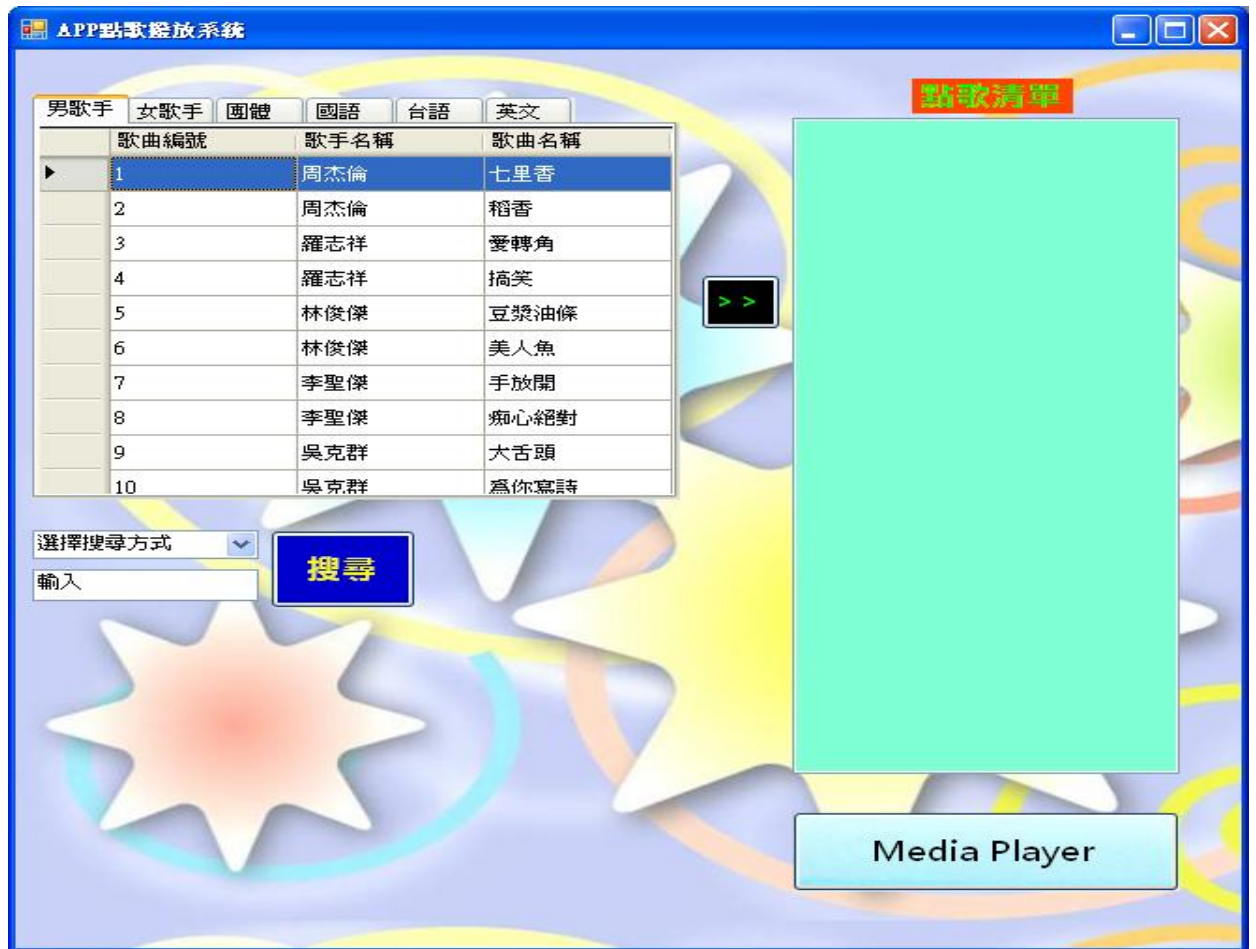 APP點歌撥放系統
點歌清單
男歌手 女歌手 團體 國語 台語 英文
歌曲編號 歌手名稱 歌曲名稱
1 周杰倫 七里香
2 周杰倫 稻香
3 羅志祥 愛轉角
4 羅志祥 搞笑
5 林俊傑 豆漿油條
6 林俊傑 美人魚
7 李聖傑 手放開
8 李聖傑 痴心絕對
9 吳克群 大舌頭
10 吳克群 為你寫詩
>>
選擇搜尋方式
搜尋
輸入
Media Player